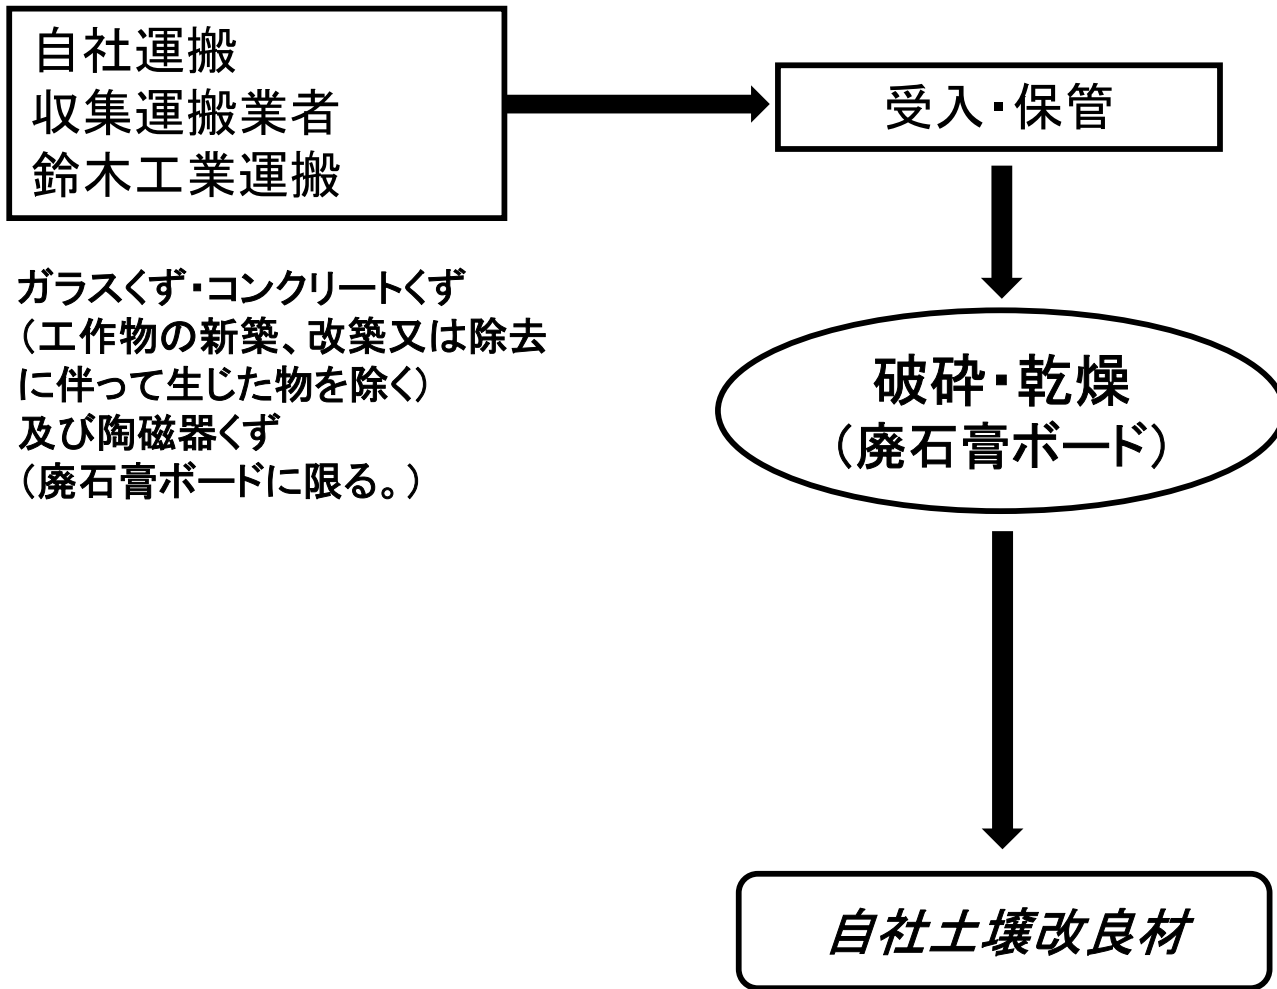 自社運搬
収集運搬業者
鈴木工業運搬
受入・保管
ガラスくず・コンクリートくず
（工作物の新築、改築又は除去
に伴って生じた物を除く）
及び陶磁器くず
（廃石膏ボードに限る。）
破砕・乾燥
（廃石膏ボード）
自社土壌改良材